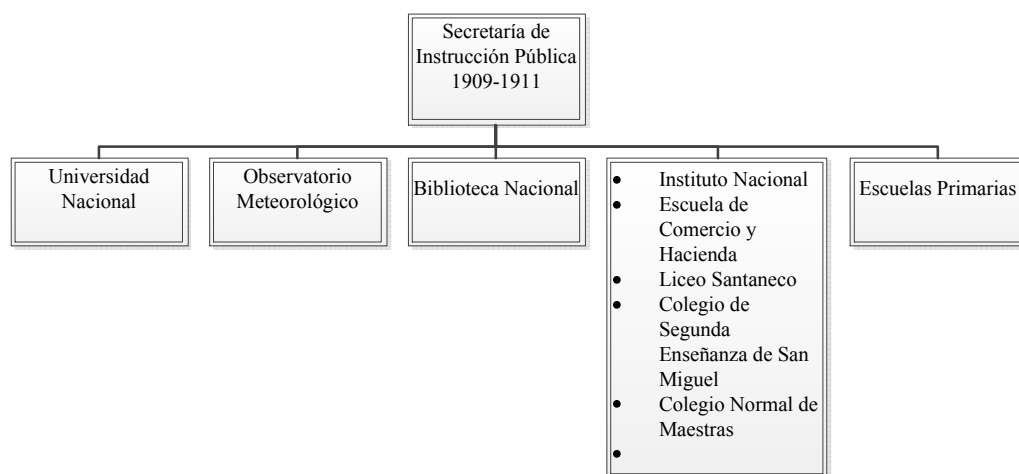 Secretaría de
Instrucción Pública
1909-1911
Universidad
Nacional
Observatorio
Meteorológico
Biblioteca Nacional
• Instituto Nacional
• Escuela de
Comercio y
Hacienda
• Liceo Santaneco
• Colegio de
Segunda
Enseñanza de San
Miguel
• Colegio Normal de
Maestras
•
Escuelas Primarias